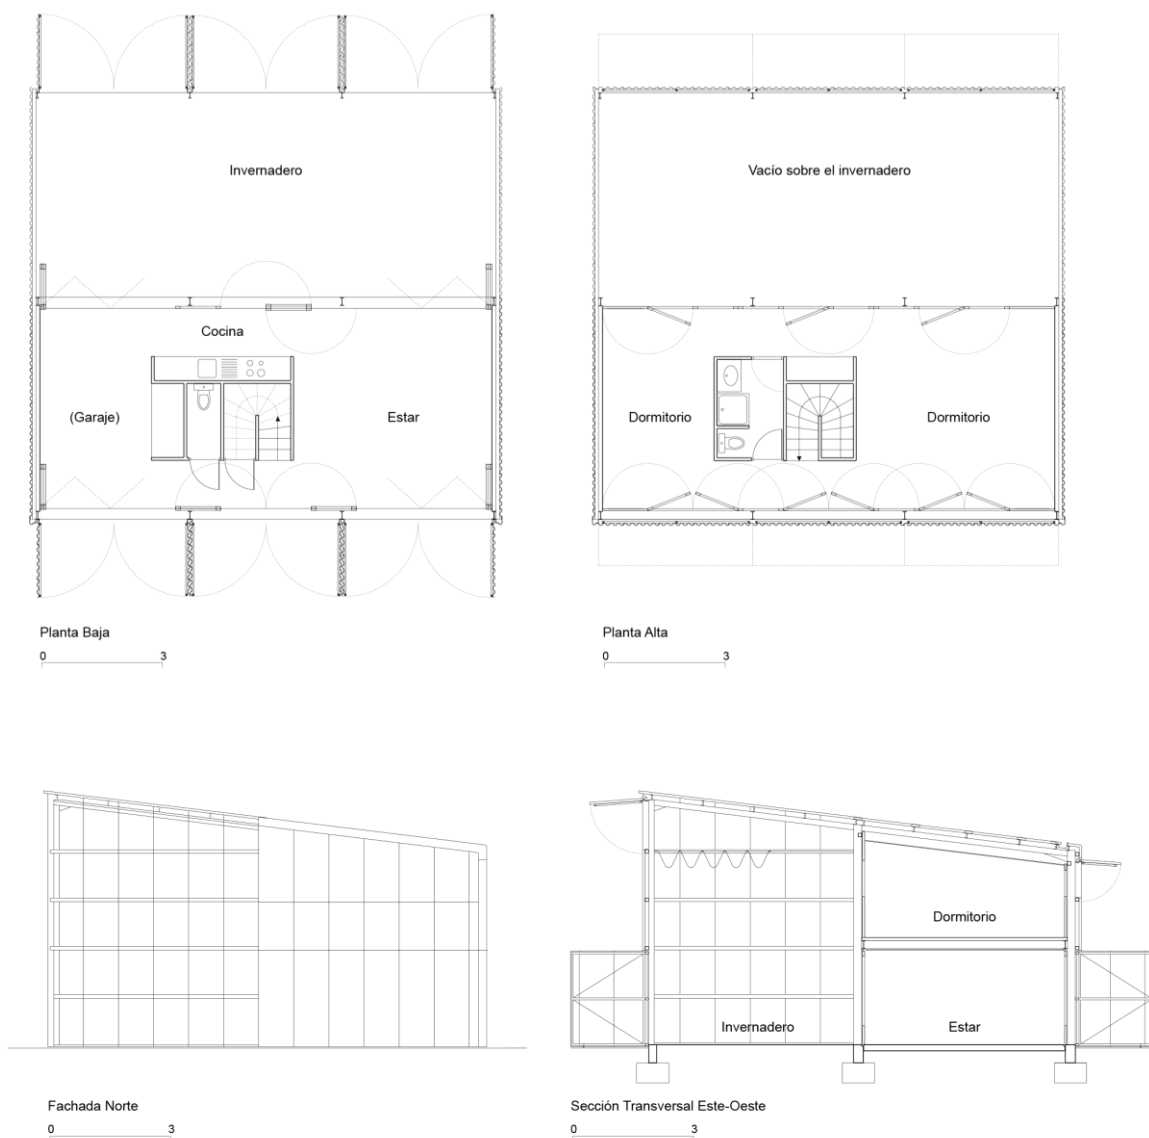 Invernadero
Cocina
(Garaje)
Estar
Planta Baja
0 3
Vacío sobre el invernadero
Dormitorio
Dormitorio
Planta Alta
0 3
Fachada Norte
0 3
Dormitorio
Invernadero
Estar
Sección Transversal Este-Oeste
0 3